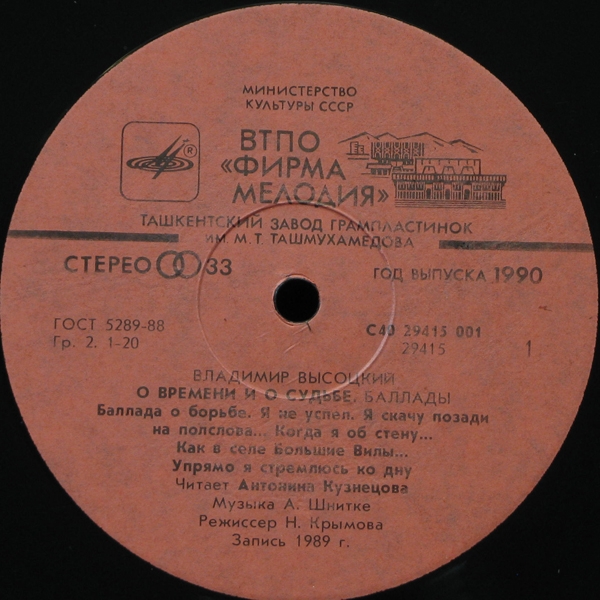 МИНИСТЕРСТВО
КУЛЬТУРЫ СССР
ВТПО
«ФИРМА
МЕЛОДИЯ»
ТАШКЕНТСКИЙ ЗАВОД ГРАМПЛАСТИНОК
ИМ. М. Т. ТАШМУХАМЕДОВА
СТЕРЕО 33
ГОД ВЫПУСКА 1990
ГОСТ 5289-88
Гр. 2. 1-20
С40 29415 001
29415
1
ВЛАДИМИР ВЫСОЦКИЙ
О ВРЕМЕНИ И О СУДЬБЕ. БАЛЛАДЫ
Баллада о борьбе. Я не успел. Я скачу позади
на полслова... Когда я об стену...
Как в селе Большие Вилы...
Упрямо я стремлюсь ко дну
Читает Антонина Кузнецова
Музыка А. Шнитке
Режиссер Н. Крымова
Запись 1989 г.